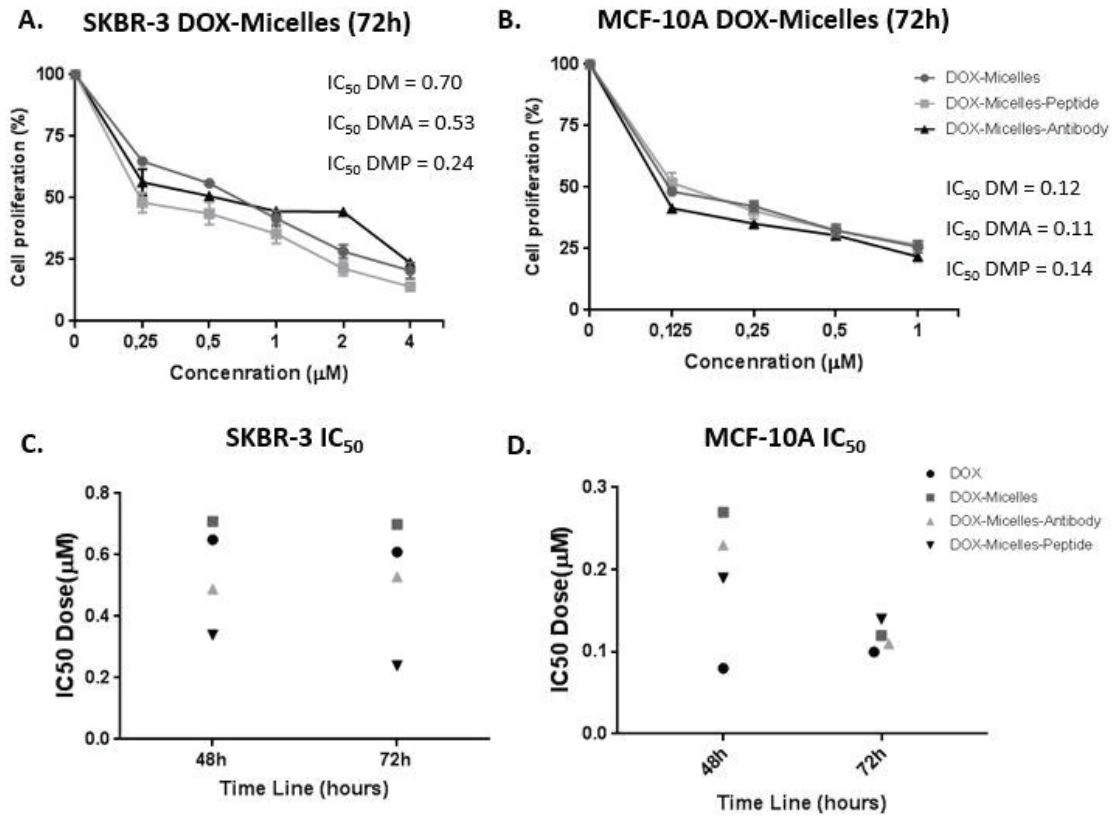 A. SKBR-3 DOX-Micelles (72h)
Cell proliferation (%)
100
75
50
25
0
IC50 DM = 0.70
IC50 DMA = 0.53
IC50 DMP = 0.24
0 0,25 0,5 1 2 4
Concenration (μM)
B. MCF-10A DOX-Micelles (72h)
Cell proliferation (%)
100
75
50
25
0
DOX-Micelles
DOX-Micelles-Peptide
DOX-Micelles-Antibody
IC50 DM = 0.12
IC50 DMA = 0.11
IC50 DMP = 0.14
0 0,125 0,25 0,5 1
Concenration (μM)
C. SKBR-3 IC50
IC50 Dose(μM)
0.8
0.6
0.4
0.2
0.0
48h 72h
Time Line (hours)
D. MCF-10A IC50
IC50 Dose(μM)
0.3
0.2
0.1
0.0
DOX
DOX-Micelles
DOX-Micelles-Antibody
DOX-Micelles-Peptide
48h 72h
Time Line (hours)